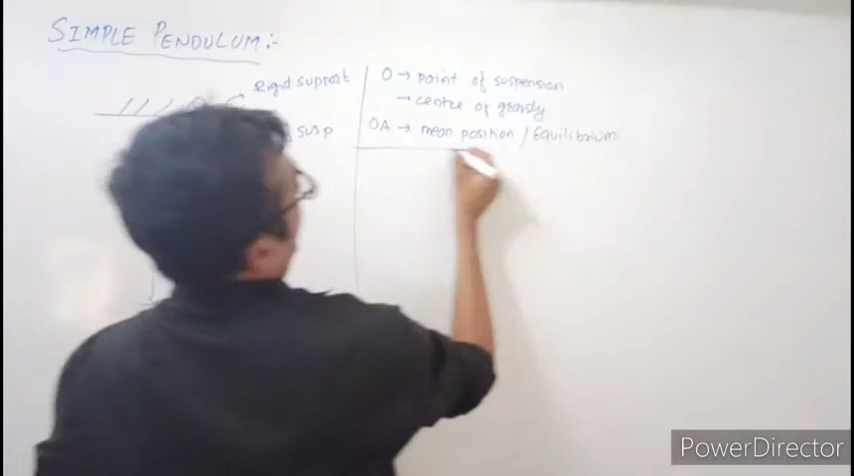 SIMPLE PENDULUM :-
Rigid support
susp
O → point of suspension
→ centre of gravity
OA → mean position / Equilibrium
PowerDirector